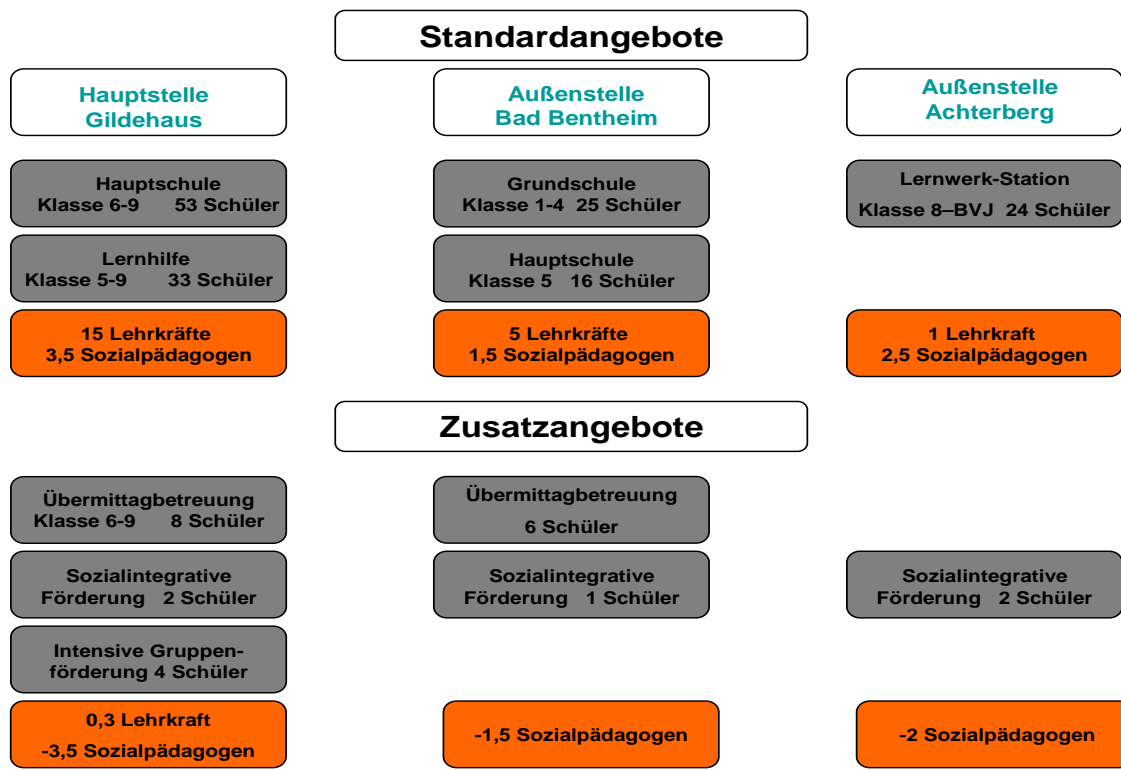 Standardangebote
Hauptstelle
Gildehaus
Außenstelle
Bad Bentheim
Außenstelle
Achterberg
Hauptschule
Klasse 6-9 53 Schüler
Grundschule
Klasse 1-4 25 Schüler
Lernwerk-Station
Klasse 8–BVJ 24 Schüler
Lernhilfe
Klasse 5-9 33 Schüler
Hauptschule
Klasse 5 16 Schüler
15 Lehrkräfte
3,5 Sozialpädagogen
5 Lehrkräfte
1,5 Sozialpädagogen
1 Lehrkraft
2,5 Sozialpädagogen
Zusatzangebote
Übermittagbetreuung
Klasse 6-9 8 Schüler
Übermittagbetreuung
6 Schüler
Sozialintegrative
Förderung 2 Schüler
Sozialintegrative
Förderung 1 Schüler
Sozialintegrative
Förderung 2 Schüler
Intensive Gruppen-
förderung 4 Schüler
0,3 Lehrkraft
-3,5 Sozialpädagogen
-1,5 Sozialpädagogen
-2 Sozialpädagogen